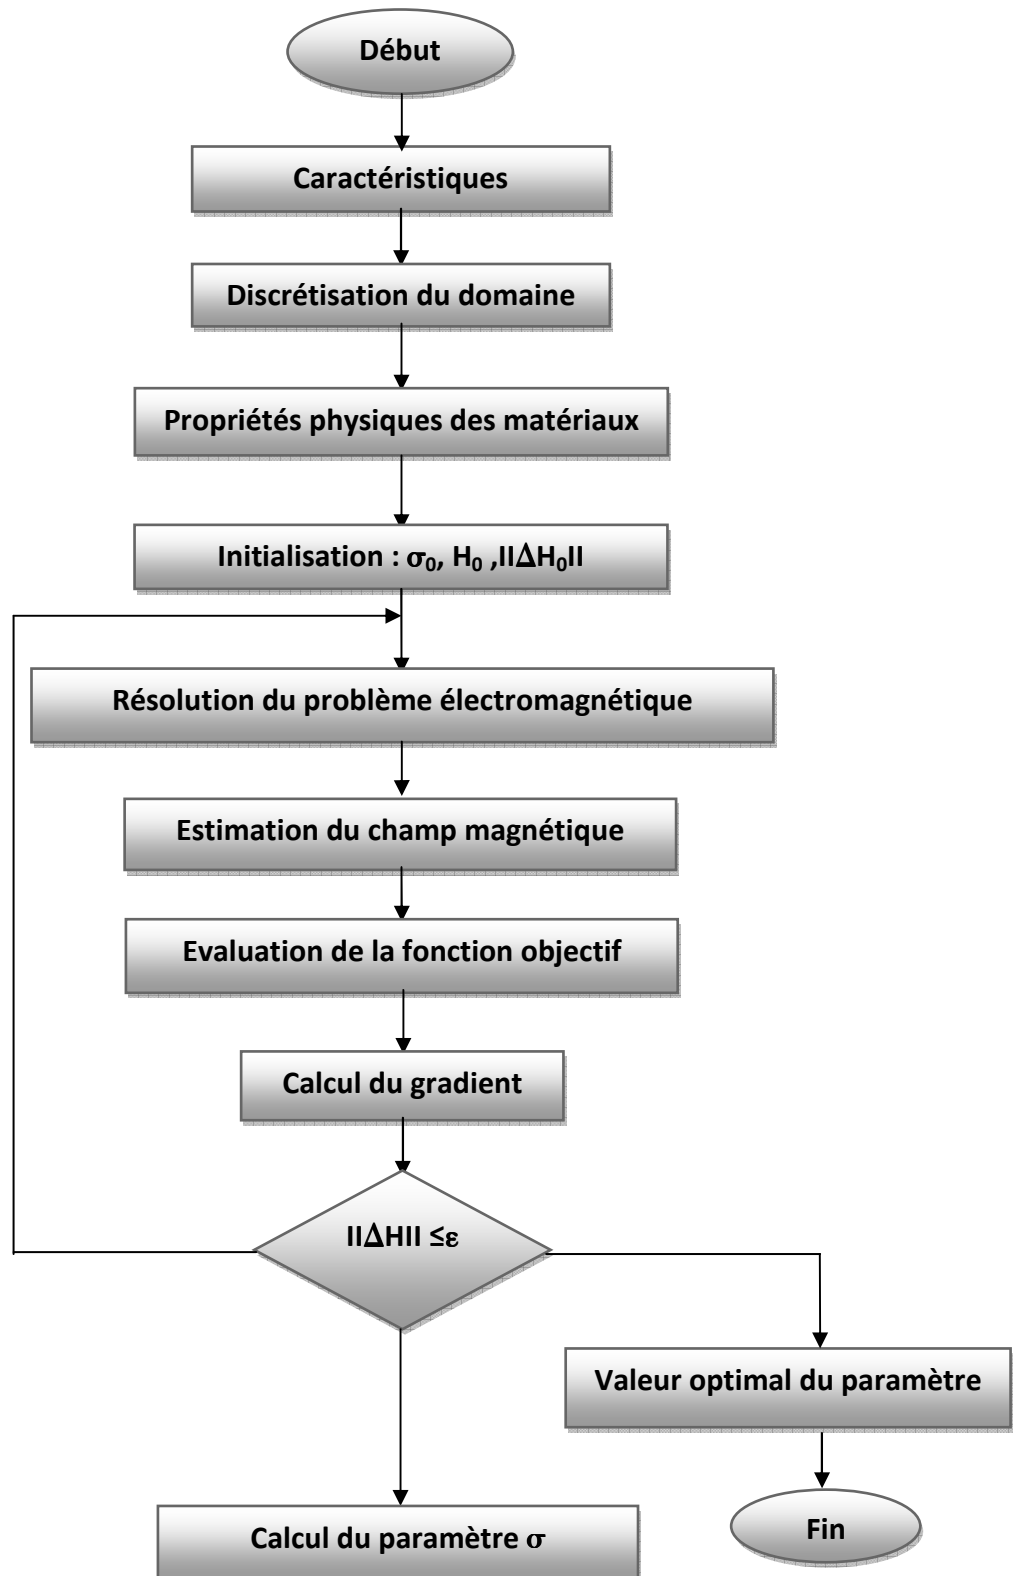 Début
Caractéristiques
Discrétisation du domaine
Propriétés physiques des matériaux
Initialisation : σ₀, H₀ ,IIΔH₀II
Résolution du problème électromagnétique
Estimation du champ magnétique
Evaluation de la fonction objectif
Calcul du gradient
IIΔHII ≤ε
Valeur optimal du paramètre
Calcul du paramètre σ
Fin